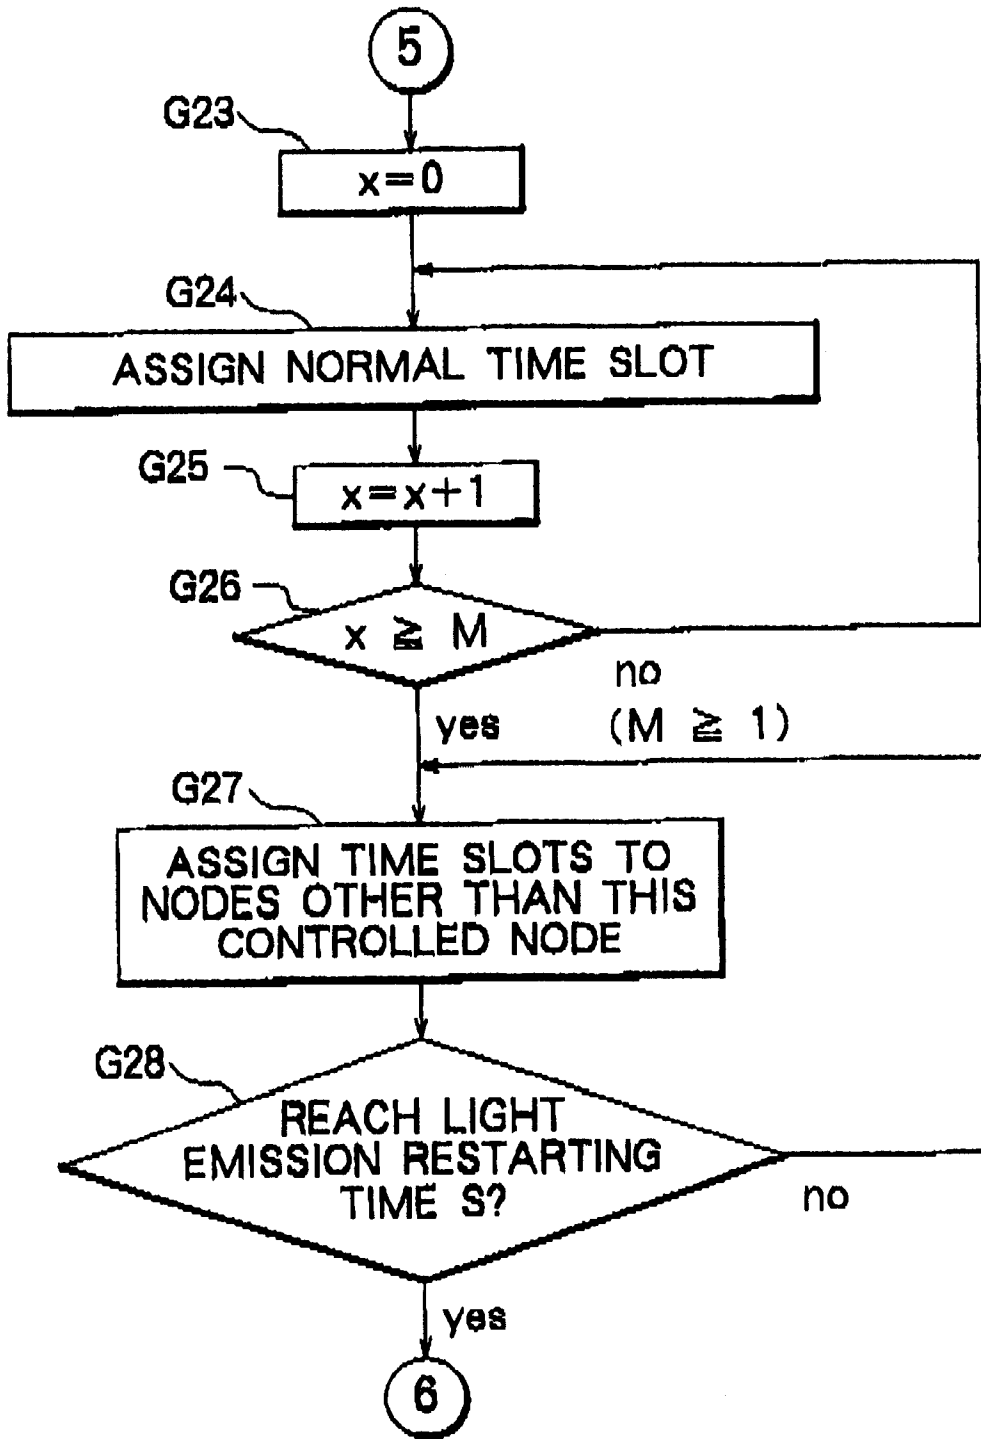 5
G23
x=0
G24
ASSIGN NORMAL TIME SLOT
G25
x=x+1
G26
x ≧ M
no
yes
(M ≧ 1)
G27
ASSIGN TIME SLOTS TO
NODES OTHER THAN THIS
CONTROLLED NODE
G28
REACH LIGHT
EMISSION RESTARTING
TIME S?
no
yes
6